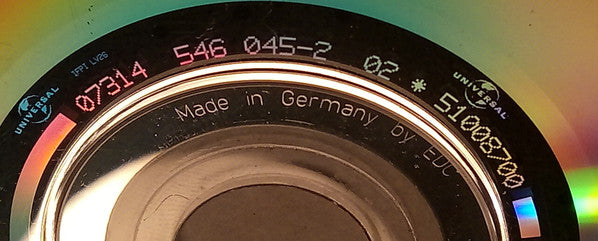 UNIVERSAL
IFPI LV26
07314 546 045-2 02 * 51008700
UNIVERSAL
Made in Germany by EDC